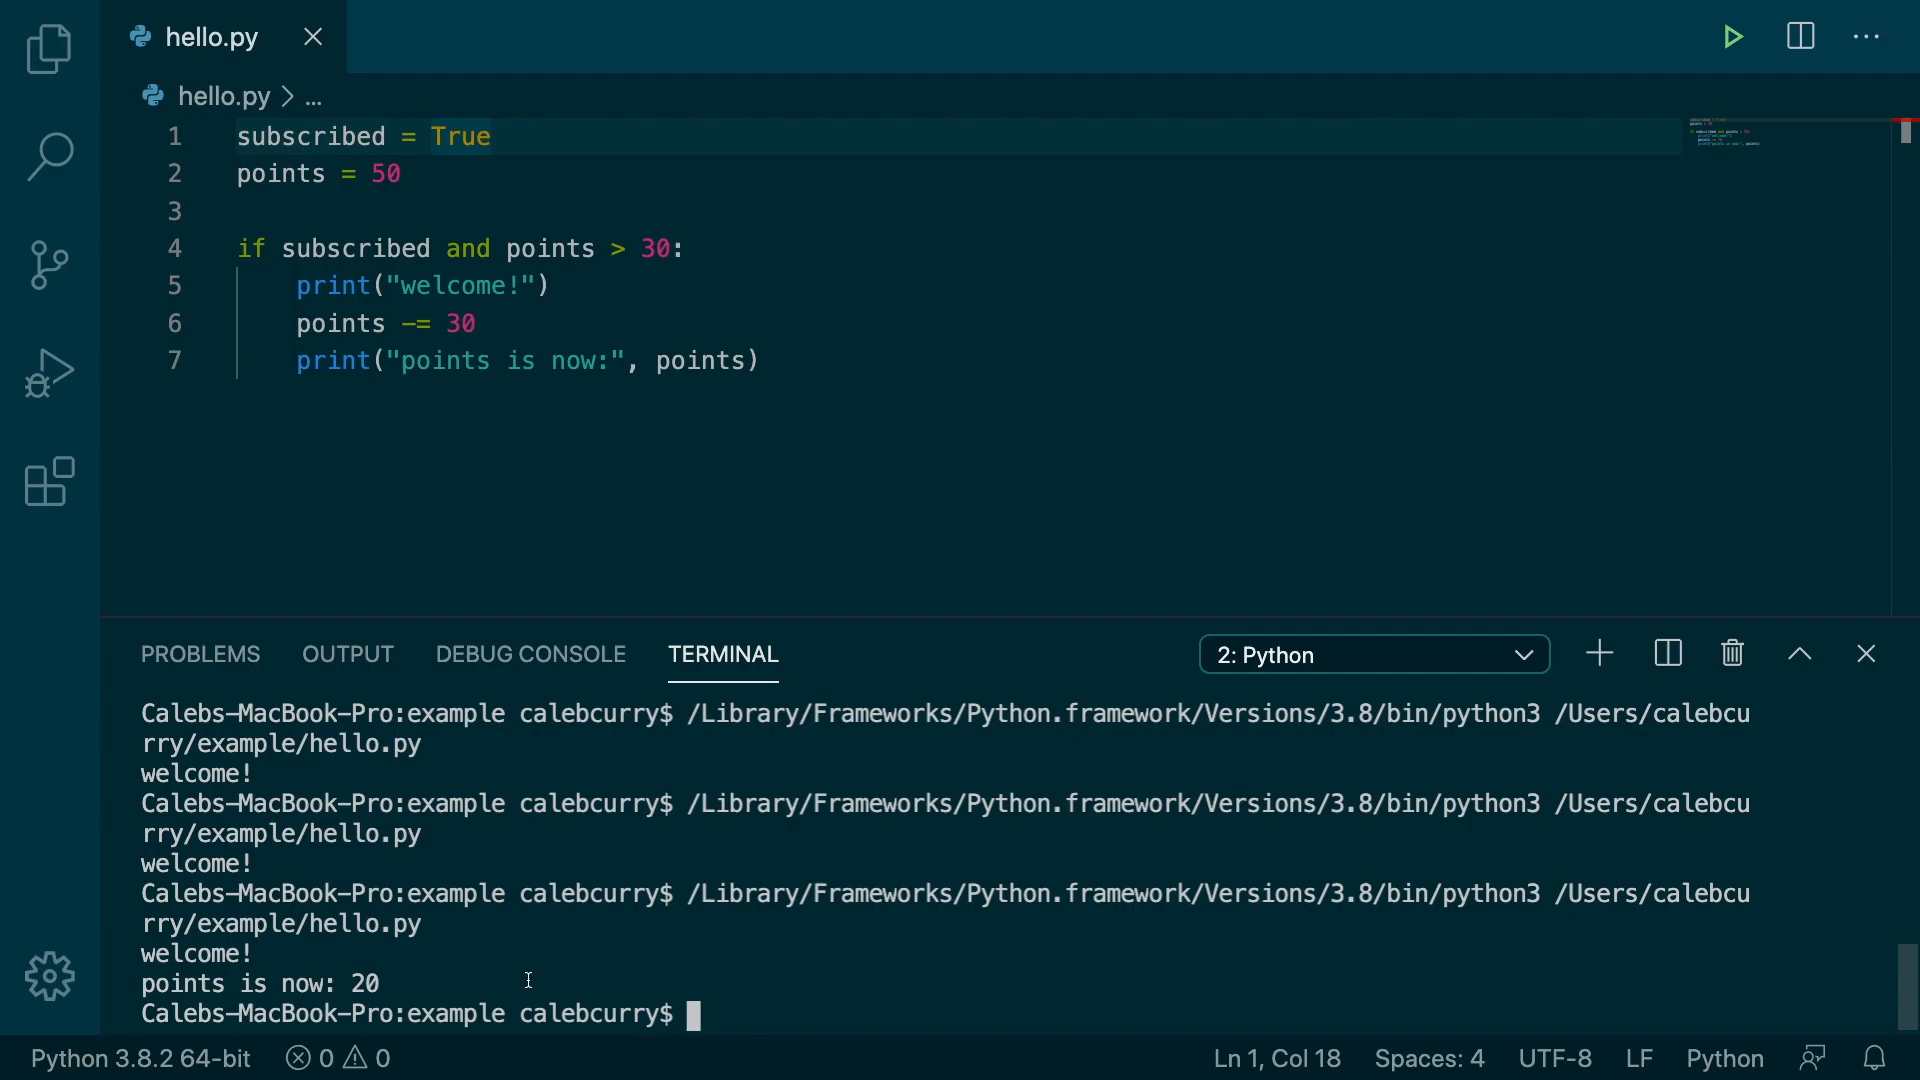 hello.py
hello.py > ...
1 subscribed = True
2 points = 50
3
4 if subscribed and points > 30:
5     print("welcome!")
6     points -= 30
7     print("points is now:", points)
PROBLEMS OUTPUT DEBUG CONSOLE TERMINAL 2: Python
Calebs-MacBook-Pro:example calebcurry$ /Library/Frameworks/Python.framework/Versions/3.8/bin/python3 /Users/calebcu
rry/example/hello.py
welcome!
Calebs-MacBook-Pro:example calebcurry$ /Library/Frameworks/Python.framework/Versions/3.8/bin/python3 /Users/calebcu
rry/example/hello.py
welcome!
Calebs-MacBook-Pro:example calebcurry$ /Library/Frameworks/Python.framework/Versions/3.8/bin/python3 /Users/calebcu
rry/example/hello.py
welcome!
points is now: 20
Calebs-MacBook-Pro:example calebcurry$
Python 3.8.2 64-bit 0 0 Ln 1, Col 18 Spaces: 4 UTF-8 LF Python